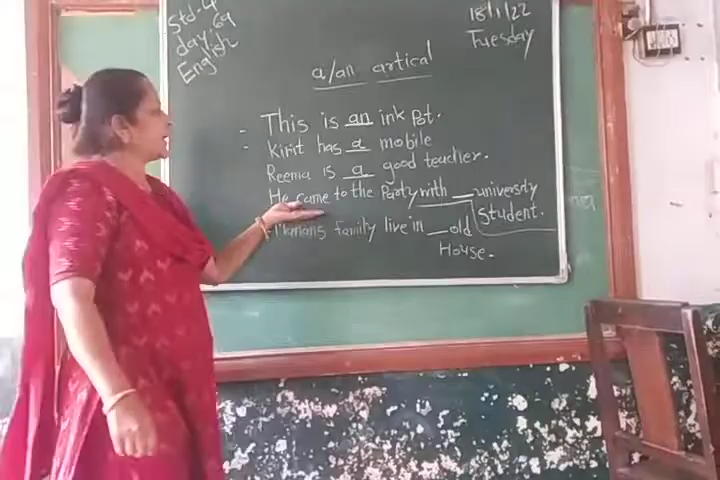 Std-4
day 69
English
18/1/22
Tuesday
a/an artical
- This is an ink Pot.
- Kirit has a mobile
Reema is a good teacher.
He came to the Party with __ university
Student.
family live in __ old
House.